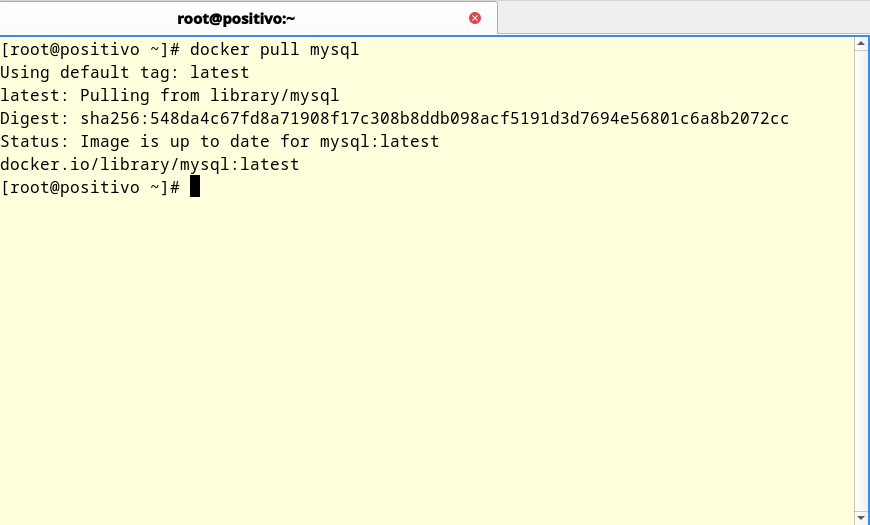 root@positivo:~
[root@positivo ~]# docker pull mysql
Using default tag: latest
latest: Pulling from library/mysql
Digest: sha256:548da4c67fd8a71908f17c308b8ddb098acf5191d3d7694e56801c6a8b2072cc
Status: Image is up to date for mysql:latest
docker.io/library/mysql:latest
[root@positivo ~]#